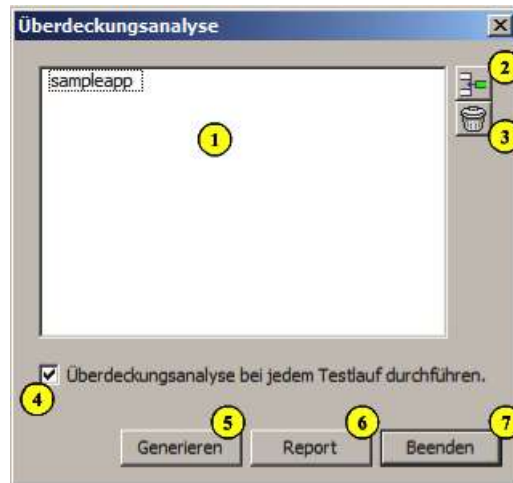 Überdeckungsanalyse
sampleapp
1
2
3
Überdeckungsanalyse bei jedem Testlauf durchführen.
4
5
6
7
Generieren
Report
Beenden